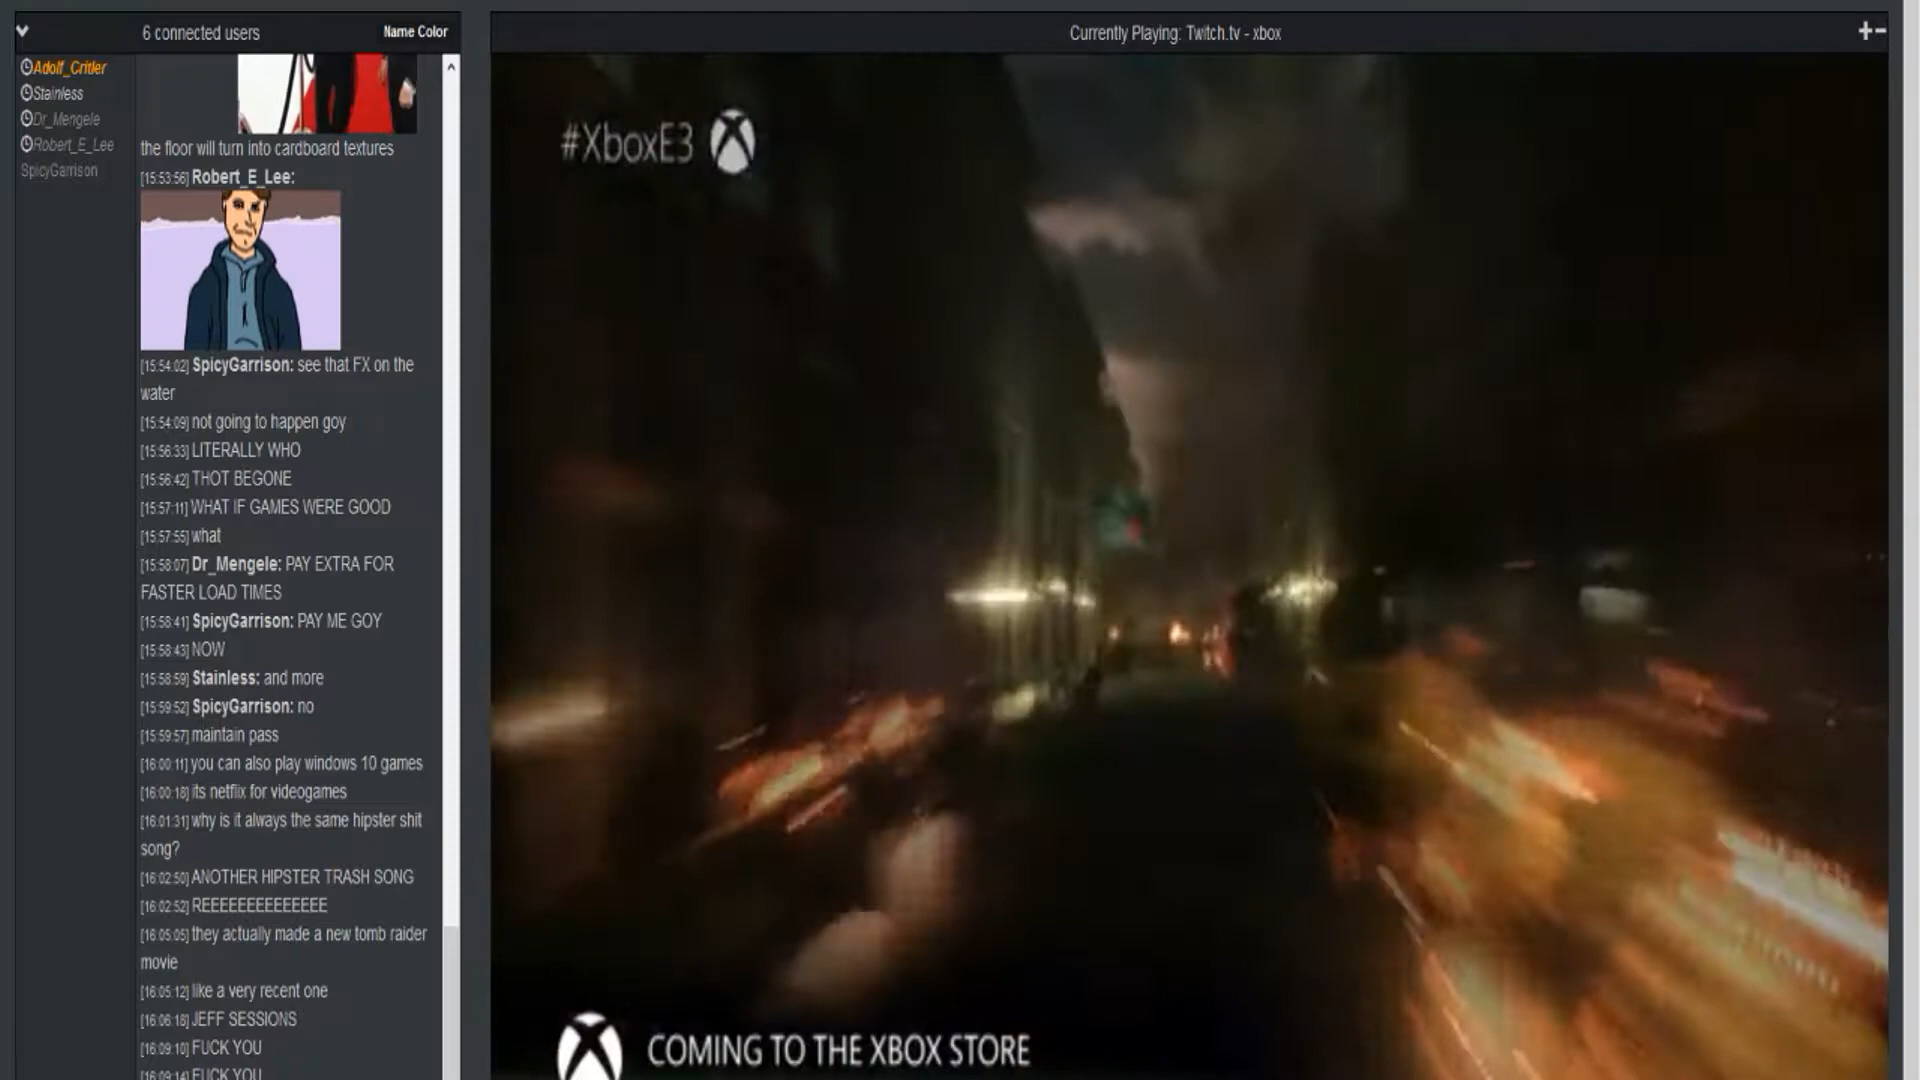 6 connected users
Name Color
Currently Playing: Twitch.tv - xbox
Adolf_Critler
Stainless
Dr_Mengele
Robert_E_Lee
SpicyGarrison
the floor will turn into cardboard textures
[15:53:56] Robert_E_Lee:
[15:54:02] SpicyGarrison: see that FX on the
water
[15:54:09] not going to happen goy
[15:56:33] LITERALLY WHO
[15:56:42] THOT BEGONE
[15:57:11] WHAT IF GAMES WERE GOOD
[15:57:55] what
[15:58:07] Dr_Mengele: PAY EXTRA FOR
FASTER LOAD TIMES
[15:58:41] SpicyGarrison: PAY ME GOY
[15:58:43] NOW
[15:58:59] Stainless: and more
[15:59:52] SpicyGarrison: no
[15:59:57] maintain pass
[16:00:11] you can also play windows 10 games
[16:00:18] its netflix for videogames
[16:01:31] why is it always the same hipster shit
song?
[16:02:50] ANOTHER HIPSTER TRASH SONG
[16:02:52] REEEEEEEEEEEEEE
[16:05:05] they actually made a new tomb raider
movie
[16:05:12] like a very recent one
[16:06:18] JEFF SESSIONS
[16:09:10] FUCK YOU
[16:09:14] FUCK YOU
#XboxE3
COMING TO THE XBOX STORE